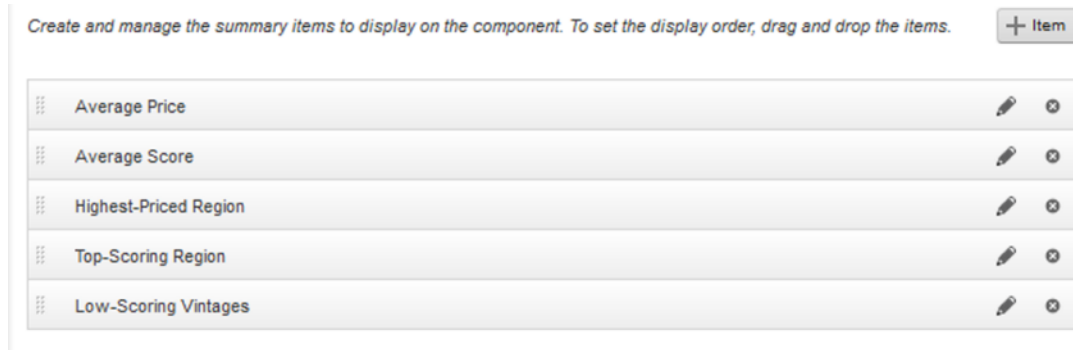 Create and manage the summary items to display on the component. To set the display order, drag and drop the items.
+ Item
Average Price
Average Score
Highest-Priced Region
Top-Scoring Region
Low-Scoring Vintages